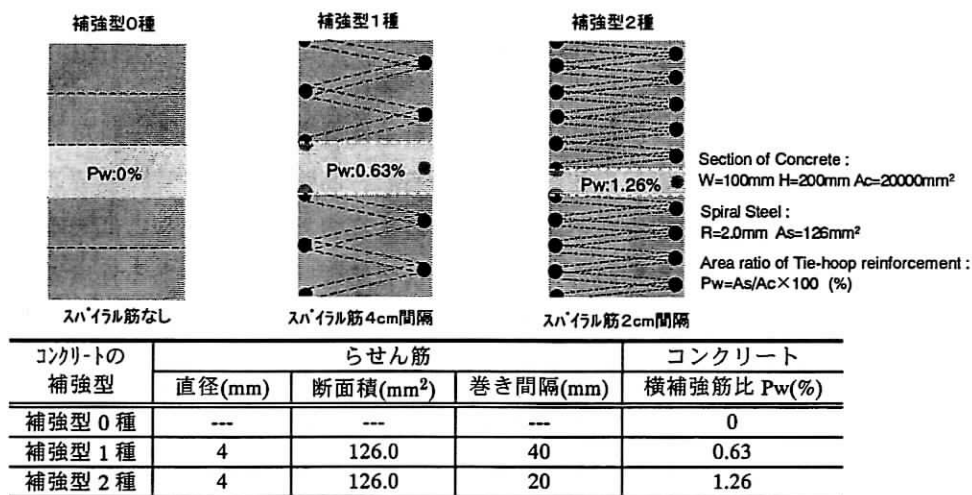 補強型0種
補強型1種
補強型2種
Pw:0%
Pw:0.63%
Pw:1.26%
Section of Concrete :
W=100mm H=200mm Ac=20000mm²
Spiral Steel :
R=2.0mm As=126mm²
Area ratio of Tie-hoop reinforcement :
Pw=As/Ac×100 (%)
スパイラル筋なし
スパイラル筋4cm間隔
スパイラル筋2cm間隔
コンクリートの らせん筋 コンクリート
補強型 直径(mm) 断面積(mm²) 巻き間隔(mm) 横補強筋比 Pw(%)
補強型 0 種 --- --- --- 0
補強型 1 種 4 126.0 40 0.63
補強型 2 種 4 126.0 20 1.26